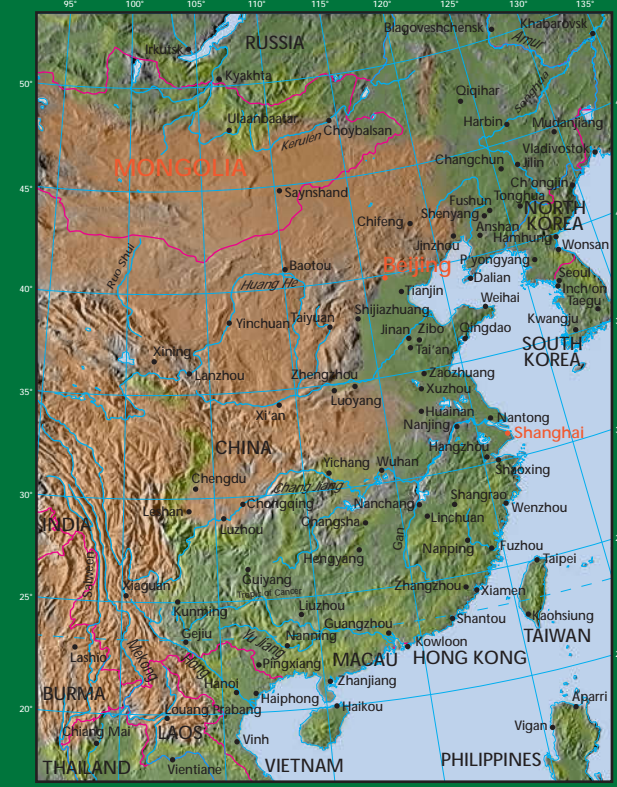 95° 100° 105° 110° 115° 120° 125° 130° 135°
Blagoveshchensk
Khabarovsk
Irkutsk
RUSSIA
Amur
Kyakhta
50°
Qiqihar
Songhua
Ulaanbaatar
Choybalsan
Harbin
Mudanjiang
Kerulen
Vladivostok
MONGOLIA
Changchun
Jilin
45°
Saynshand
Ch'ongjin
Tonghua
Fushun
NORTH
KOREA
Chifeng
Shenyang
Anshan
Hamhung
Jinzhou
Wonsan
Ruo Shui
Baotou
Beijing
P'yongyang
Seoul
40°
Huang He
Tianjin
Dalian
Inch'on
Weihai
Taegu
Yinchuan
Taiyuan
Shijiazhuang
Kwangju
Jinan
Zibo
Qingdao
SOUTH
KOREA
Xining
Tai'an
Lanzhou
Zhengzhou
Zaozhuang
35°
Luoyang
Xuzhou
Xi'an
Huainan
Nantong
Nanjing
Shanghai
CHINA
Hangzhou
Yichang
Wuhan
Shaoxing
Chengdu
Chang Jiang
30°
Chongqing
Nanchang
Shangrao
Wenzhou
Leshan
INDIA
Luzhou
Changsha
Linchuan
Gan
Nanping
Fuzhou
Hengyang
Taipei
Salween
Xiaguan
Guiyang
Zhangzhou
Xiamen
25°
Tropic of Cancer
Kunming
Liuzhou
Shantou
Kaohsiung
Gejiu
Yu Jiang
Nanning
Guangzhou
TAIWAN
Kowloon
Lashio
Mekong
Hong
Pingxiang
MACAU
HONG KONG
Hanoi
Zhanjiang
BURMA
Haiphong
Aparri
20°
Louang Prabang
Haikou
Chiang Mai
LAOS
Vinh
Vigan
THAILAND
Vientiane
VIETNAM
PHILIPPINES